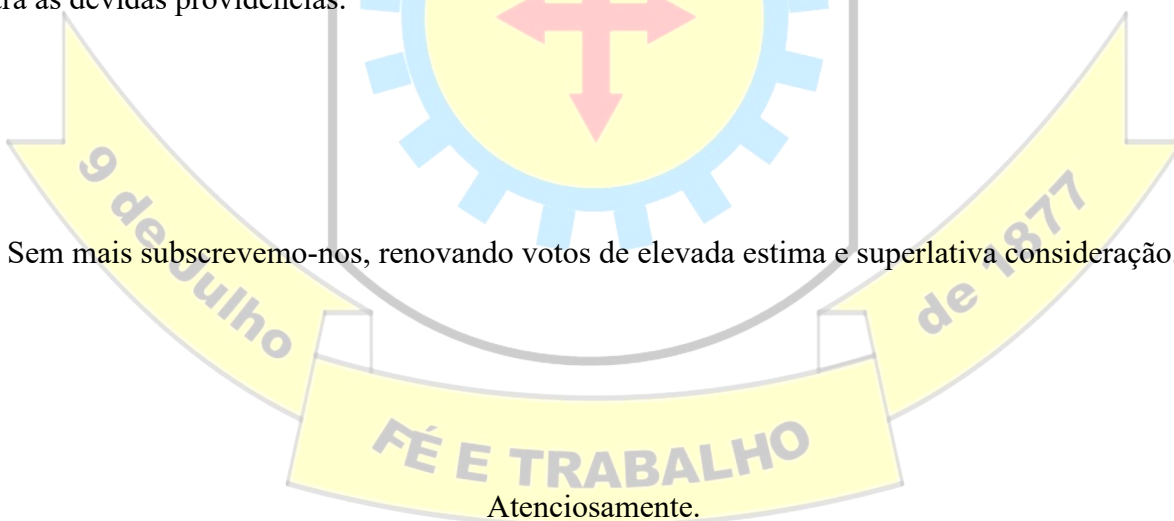 as devidas providências.
9 de Julho
de 1877
Sem mais subscrevemo-nos, renovando votos de elevada estima e superlativa consideração.
FÉ E TRABALHO
Atenciosamente.